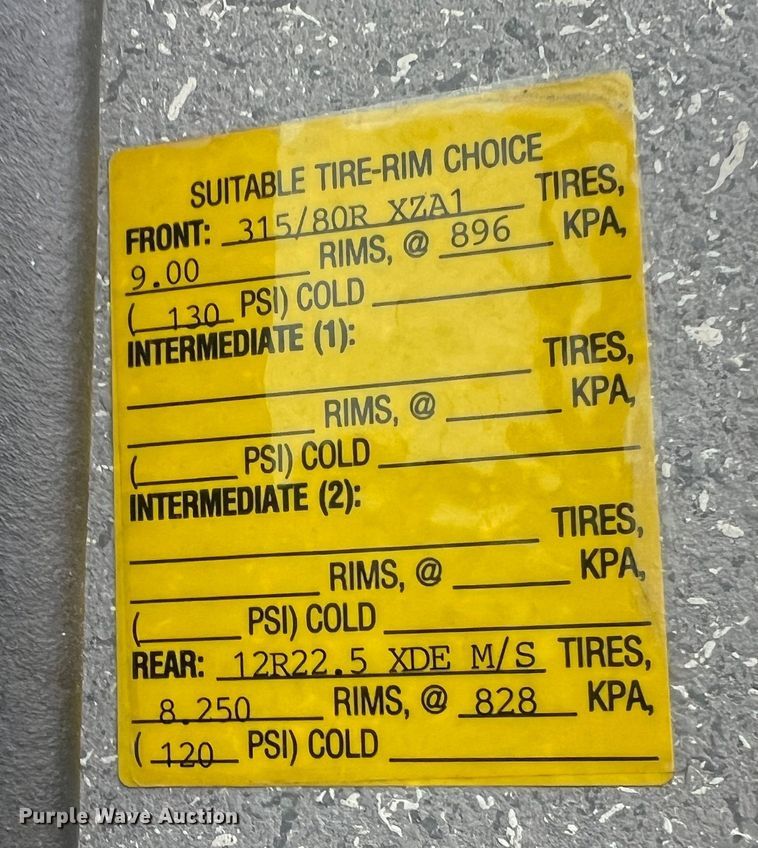 SUITABLE TIRE-RIM CHOICE
FRONT: 315/80R XZA1 TIRES,
9.00 RIMS, @ 896 KPA,
( 130 PSI) COLD
INTERMEDIATE (1):
TIRES,
RIMS, @ KPA,
( PSI) COLD
INTERMEDIATE (2):
TIRES,
RIMS, @ KPA,
( PSI) COLD
REAR: 12R22.5 XDE M/S TIRES,
8.250 RIMS, @ 828 KPA,
( 120 PSI) COLD
Purple Wave Auction